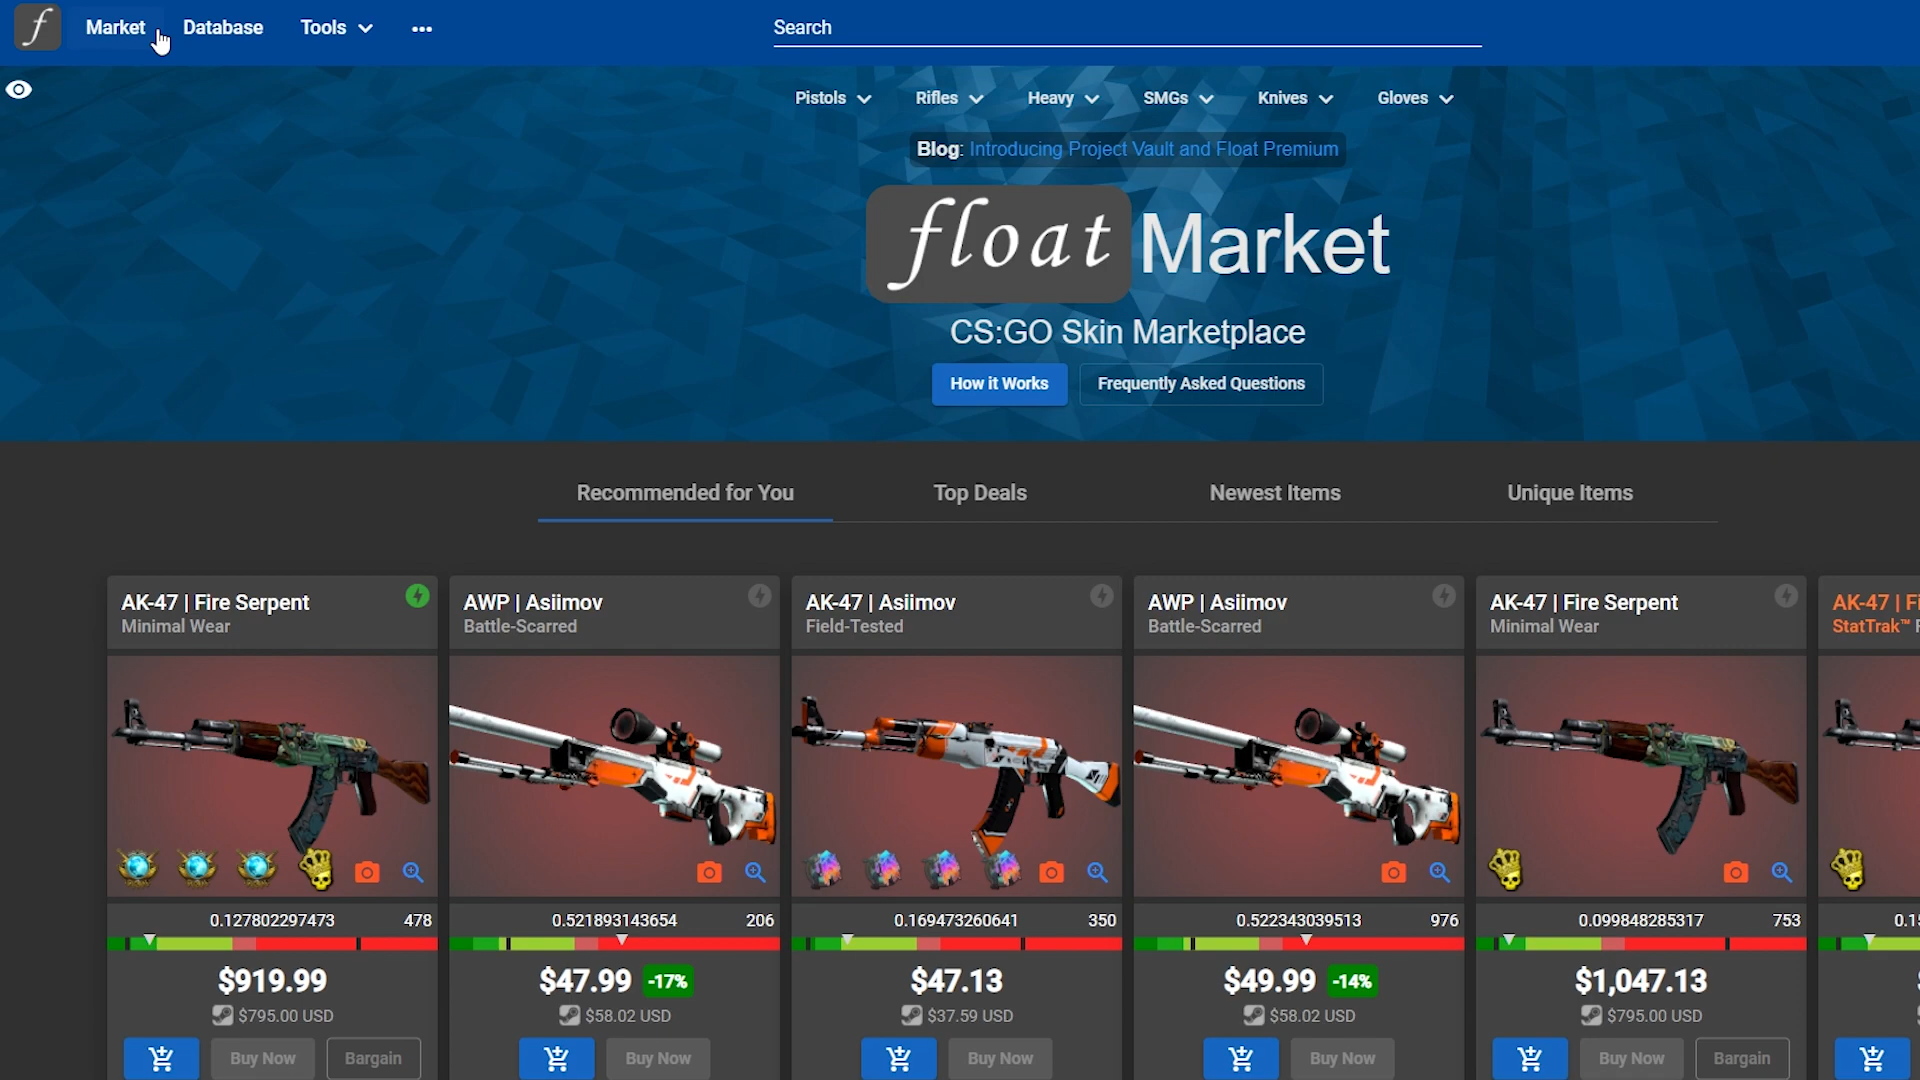 f Market Database Tools ••• Search
Pistols Rifles Heavy SMGs Knives Gloves
Blog: Introducing Project Vault and Float Premium
float Market
CS:GO Skin Marketplace
How it Works Frequently Asked Questions
Recommended for You Top Deals Newest Items Unique Items
AK-47 | Fire Serpent
Minimal Wear
0.127802297473 478
$919.99
$795.00 USD
Buy Now Bargain
AWP | Asiimov
Battle-Scarred
0.521893143654 206
$47.99 -17%
$58.02 USD
Buy Now
AK-47 | Asiimov
Field-Tested
0.169473260641 350
$47.13
$37.59 USD
Buy Now
AWP | Asiimov
Battle-Scarred
0.522343039513 976
$49.99 -14%
$58.02 USD
Buy Now
AK-47 | Fire Serpent
Minimal Wear
0.099848285317 753
$1,047.13
$795.00 USD
Buy Now Bargain
AK-47 | Fi
StatTrak™ F